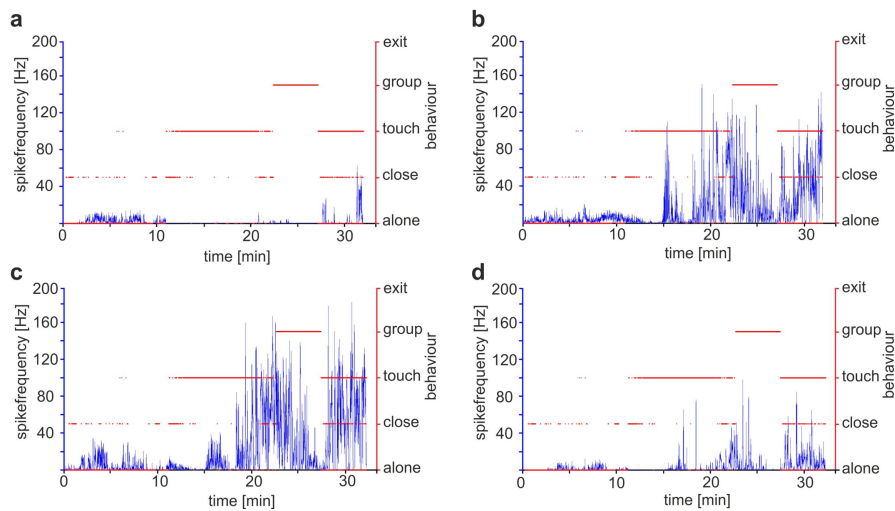 a
200
160
120
80
40
spikefrequency [Hz]
0
10
20
30
time [min]
exit
group
touch
close
alone
behaviour
b
200
160
120
80
40
spikefrequency [Hz]
0
10
20
30
time [min]
exit
group
touch
close
alone
behaviour
c
200
160
120
80
40
spikefrequency [Hz]
0
10
20
30
time [min]
exit
group
touch
close
alone
behaviour
d
200
160
120
80
40
spikefrequency [Hz]
0
10
20
30
time [min]
exit
group
touch
close
alone
behaviour